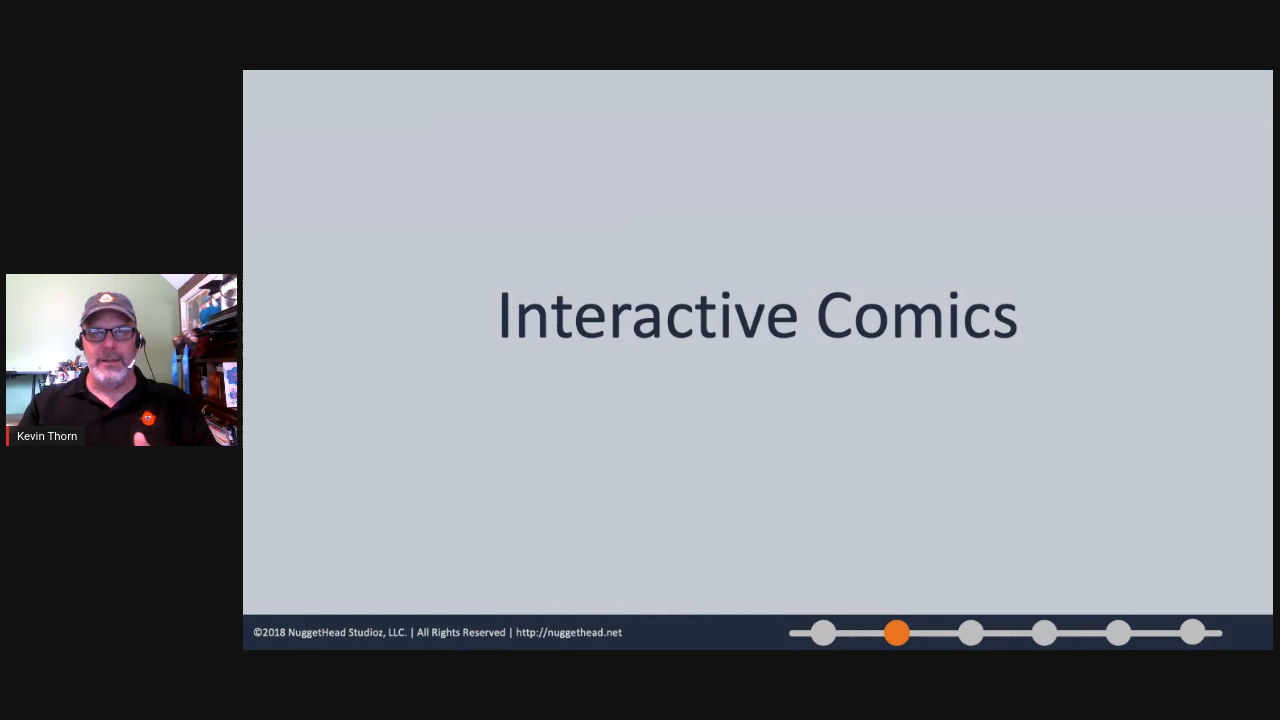 Interactive Comics
Kevin Thorn
©2018 NuggetHead Studioz, LLC. | All Rights Reserved | http://nuggethead.net